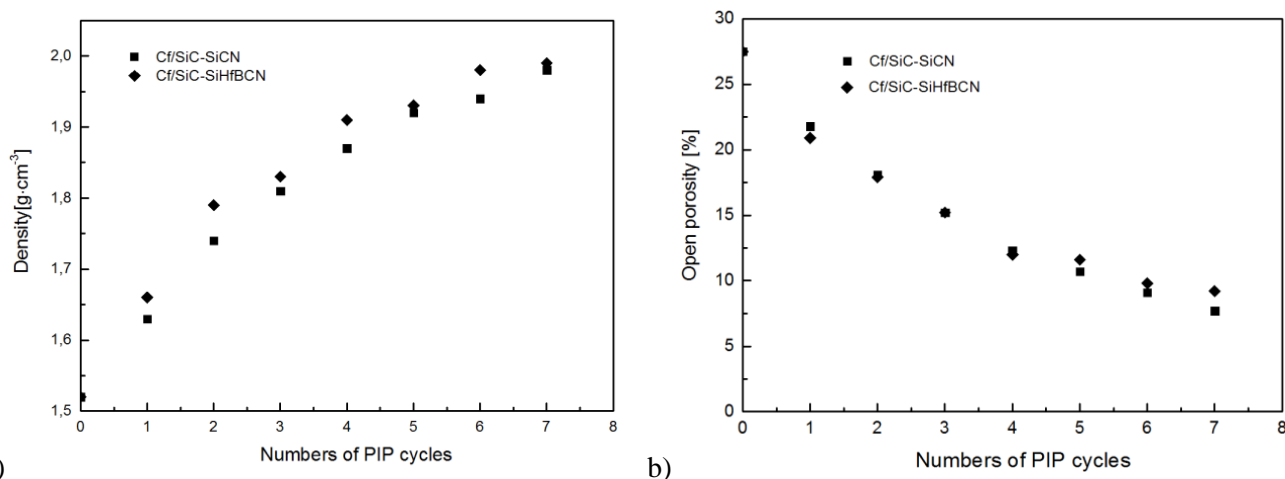 2,0
1,9
1,8
1,7
1,6
1,5
Density[g·cm⁻³]
Cf/SiC-SiCN
Cf/SiC-SiHfBCN
0 1 2 3 4 5 6 7 8
Numbers of PIP cycles
)
b)
30
25
20
15
10
5
0
Open porosity [%]
Cf/SiC-SiCN
Cf/SiC-SiHfBCN
0 1 2 3 4 5 6 7 8
Numbers of PIP cycles